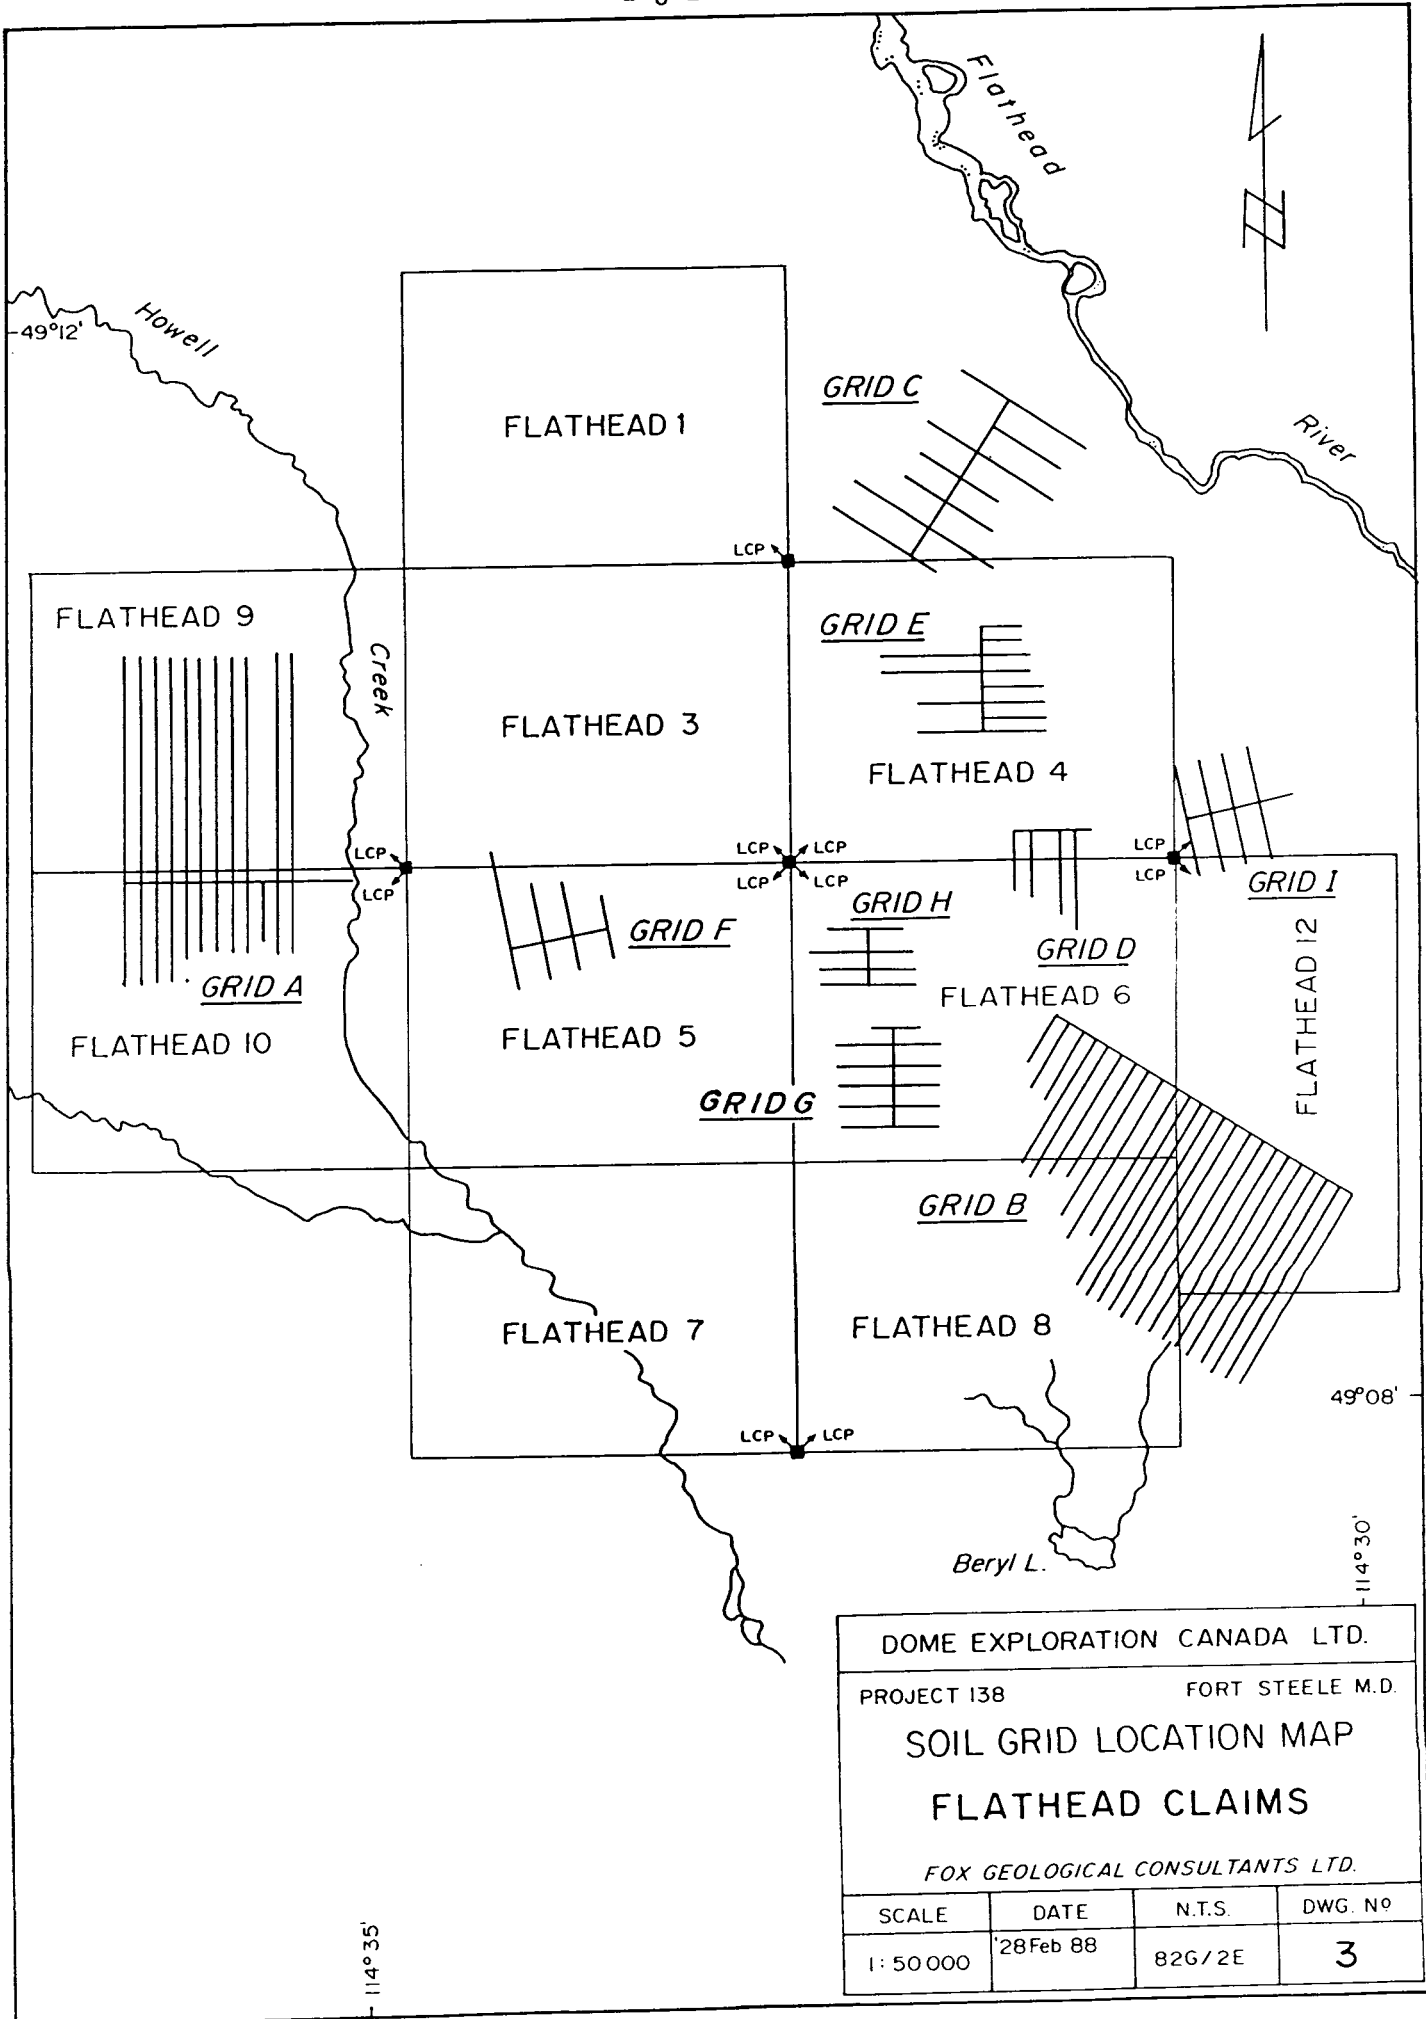 Flathead
Howell
49°12'
GRID C
FLATHEAD 1
River
LCP
FLATHEAD 9
GRID E
Creek
FLATHEAD 3
FLATHEAD 4
LCP
LCP
LCP
LCP
LCP
LCP
LCP
LCP
GRID I
GRID H
GRID F
GRID D
FLATHEAD 12
GRID A
FLATHEAD 6
FLATHEAD 10
FLATHEAD 5
GRID G
GRID B
FLATHEAD 7
FLATHEAD 8
49°08'
LCP
LCP
114°30'
Beryl L.
DOME EXPLORATION CANADA LTD.
PROJECT 138
FORT STEELE M.D.
SOIL GRID LOCATION MAP
FLATHEAD CLAIMS
FOX GEOLOGICAL CONSULTANTS LTD.
SCALE DATE N.T.S. DWG. Nº
1:50 000 28 Feb 88 82G/2E 3
114°35'